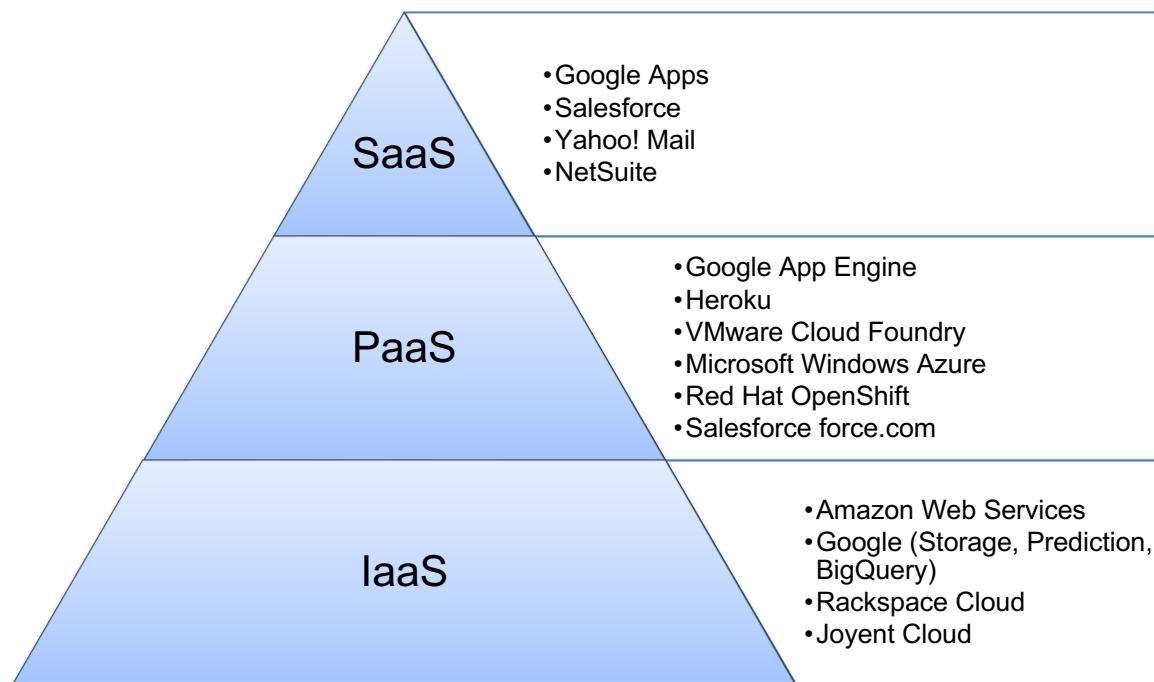 SaaS
•Google Apps
•Salesforce
•Yahoo! Mail
•NetSuite
PaaS
•Google App Engine
•Heroku
•VMware Cloud Foundry
•Microsoft Windows Azure
•Red Hat OpenShift
•Salesforce force.com
IaaS
•Amazon Web Services
•Google (Storage, Prediction,
BigQuery)
•Rackspace Cloud
•Joyent Cloud